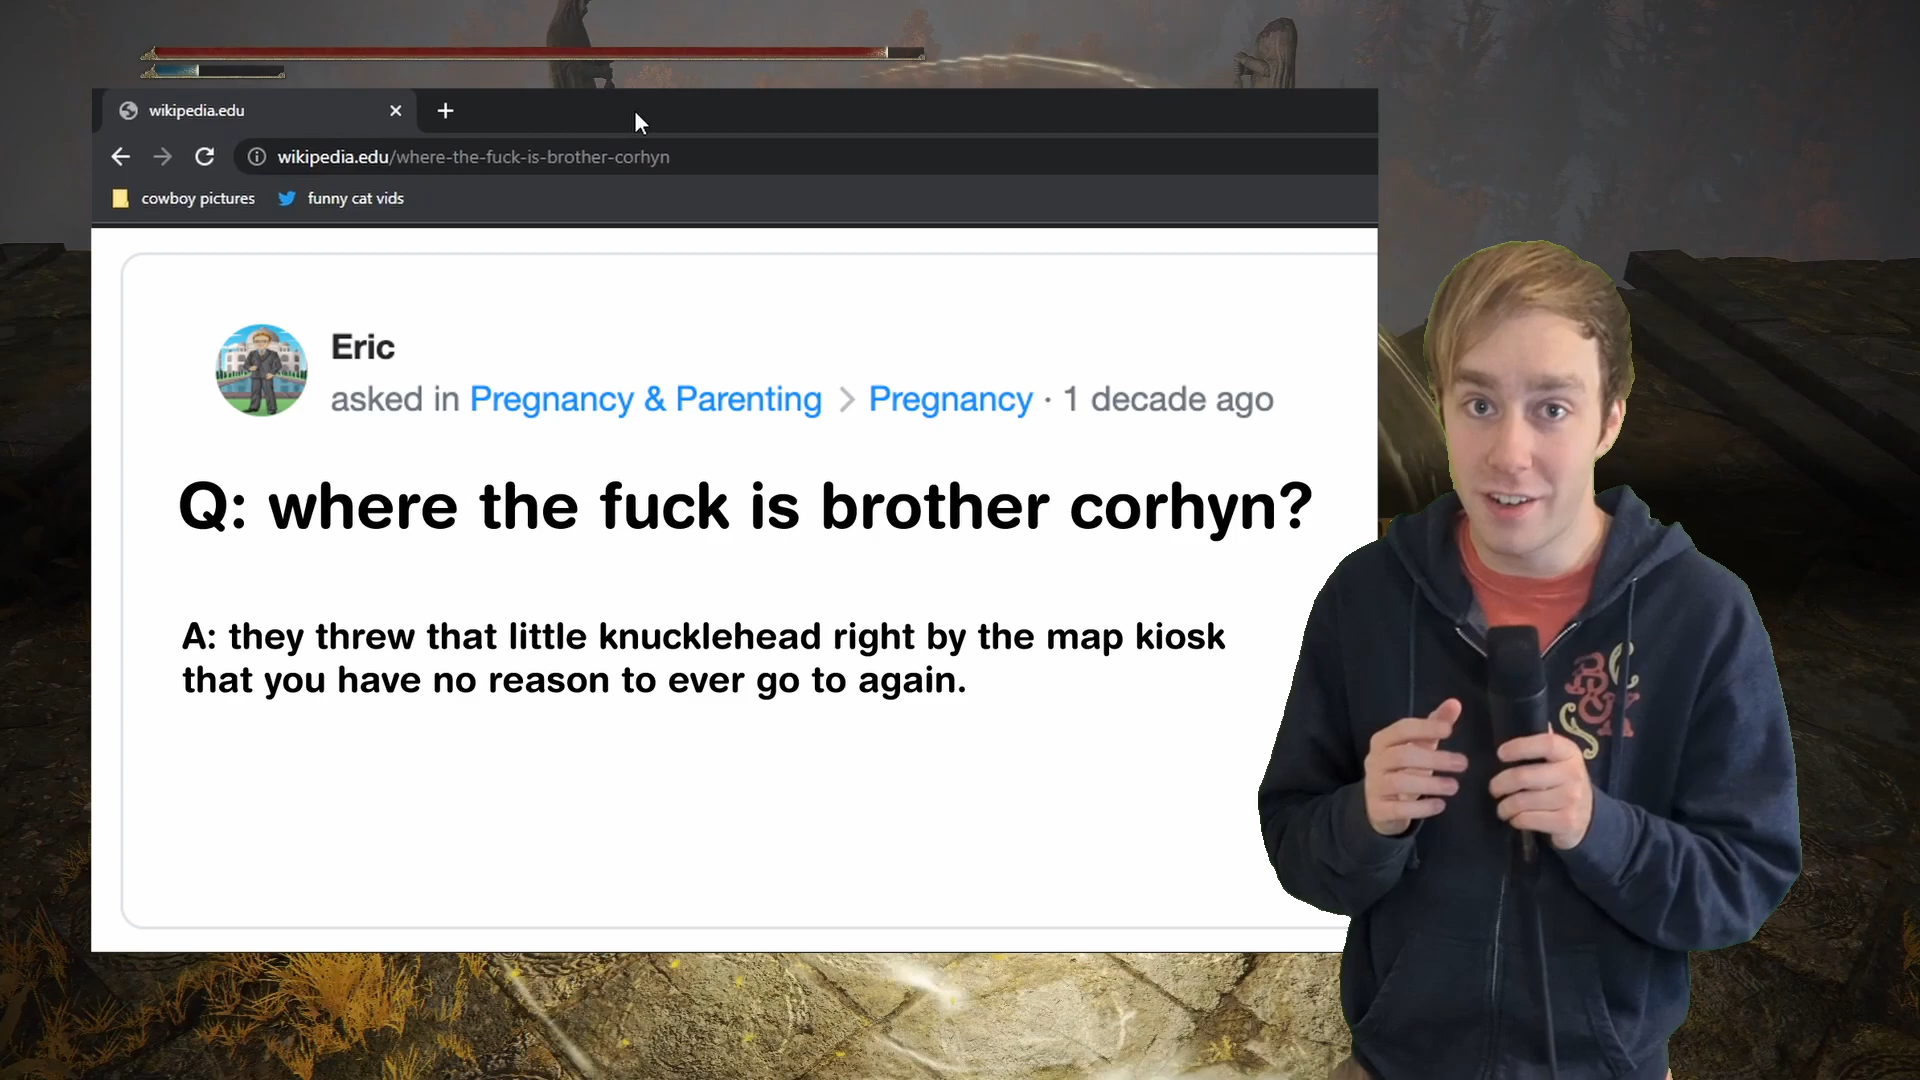 wikipedia.edu
wikipedia.edu/where-the-fuck-is-brother-corhyn
cowboy pictures funny cat vids
Eric
asked in Pregnancy & Parenting > Pregnancy · 1 decade ago
Q: where the fuck is brother corhyn?
A: they threw that little knucklehead right by the map kiosk
that you have no reason to ever go to again.